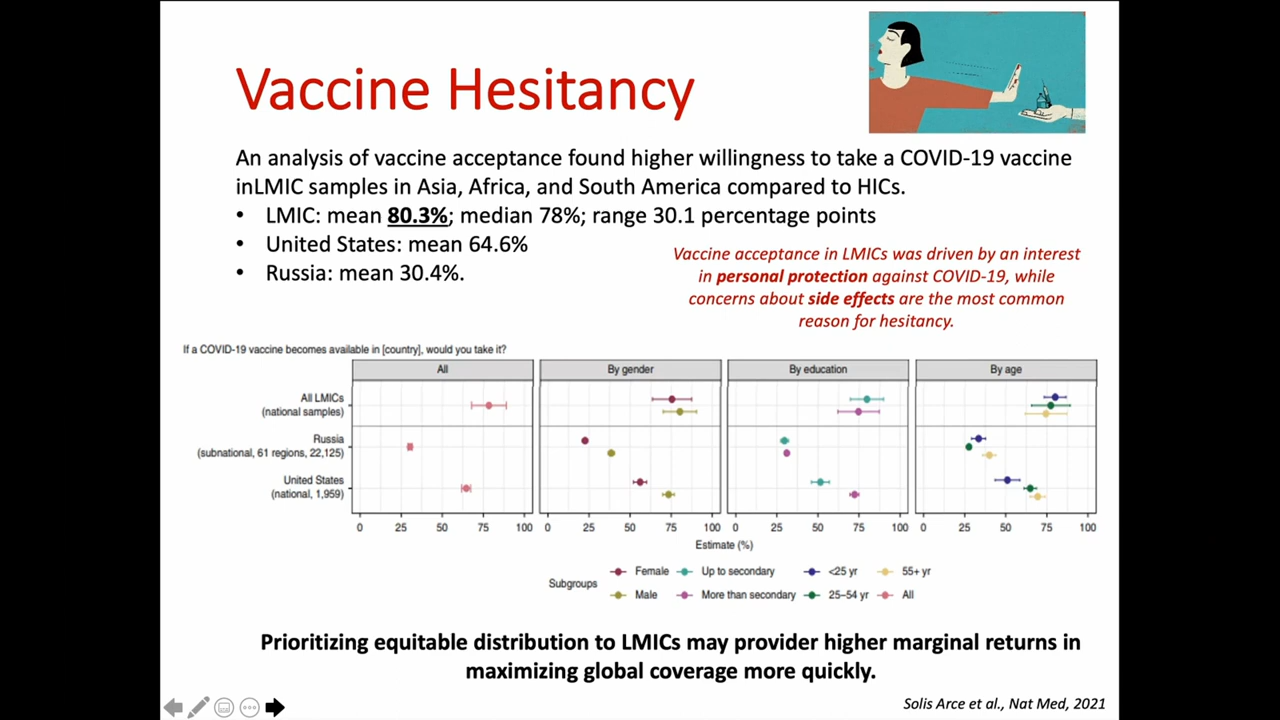 Vaccine Hesitancy
An analysis of vaccine acceptance found higher willingness to take a COVID-19 vaccine
inLMIC samples in Asia, Africa, and South America compared to HICs.
• LMIC: mean 80.3%; median 78%; range 30.1 percentage points
• United States: mean 64.6%
• Russia: mean 30.4%.
Vaccine acceptance in LMICs was driven by an interest
in personal protection against COVID-19, while
concerns about side effects are the most common
reason for hesitancy.
If a COVID-19 vaccine becomes available in [country], would you take it?
All By gender By education By age
All LMICs
(national samples)
Russia
(subnational, 61 regions, 22,125)
United States
(national, 1,959)
0 25 50 75 100 0 25 50 75 100 0 25 50 75 100 0 25 50 75 100
Estimate (%)
Subgroups
Female Up to secondary <25 yr 55+ yr
Male More than secondary 25–54 yr All
Prioritizing equitable distribution to LMICs may provider higher marginal returns in
maximizing global coverage more quickly.
Solis Arce et al., Nat Med, 2021